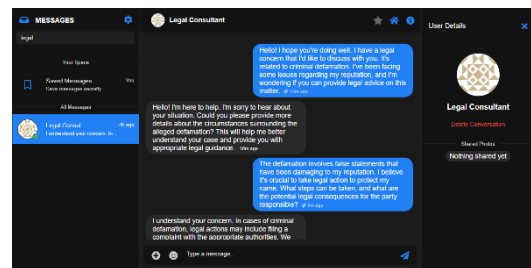 MESSAGES
legal
Your Space
Saved Messages
You
Save messages secretly
All Messages
Legal Consult
I understand your concern. In
Legal Consultant
Hello! I hope you're doing well. I have a legal
concern that I'd like to discuss with you. It's
related to criminal defamation. I've been facing
some issues regarding my reputation, and I'm
wondering if you can provide legal advice on this
matter.
Hello! I'm here to help. I'm sorry to hear about
your situation. Could you please provide more
details about the circumstances surrounding the
alleged defamation? This will help me better
understand your case and provide you with
appropriate legal guidance.
The defamation involves false statements that
have been damaging to my reputation. I believe
it's crucial to take legal action to protect my
name. What steps can be taken, and what are
the potential legal consequences for the party
responsible?
I understand your concern. In cases of criminal
defamation, legal actions may include filing a
complaint with the appropriate authorities. We
Type a message..
User Details
Legal Consultant
Delete Conversation
Shared Photos
Nothing shared yet